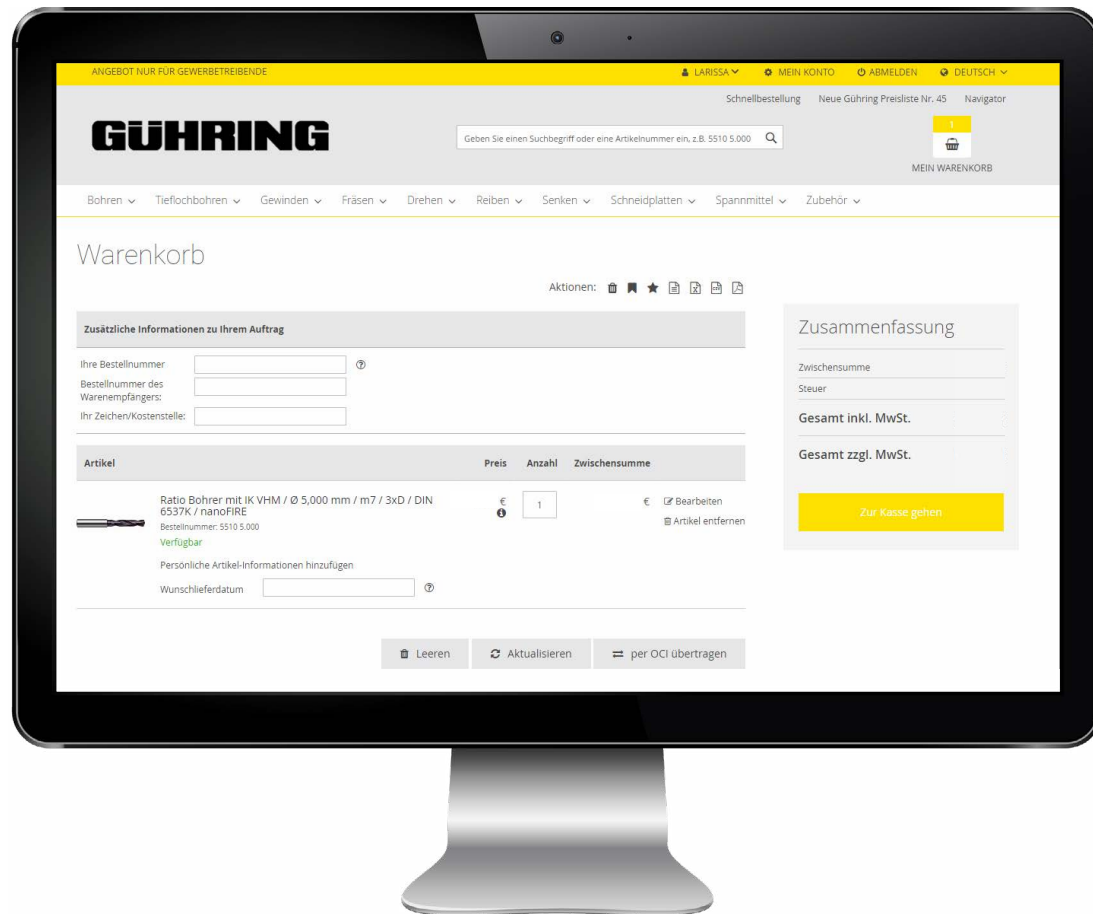 ANGEBOT NUR FÜR GEWERBETREIBENDE
LARISSA MEIN KONTO ABMELDEN DEUTSCH
Schnellbestellung Neue Gühring Preisliste Nr. 45 Navigator
GÜHRING
Geben Sie einen Suchbegriff oder eine Artikelnummer ein, z.B. 5510 5.000
1
MEIN WARENKORB
Bohren Tieflochbohren Gewinden Fräsen Drehen Reiben Senken Schneidplatten Spannmittel Zubehör
Warenkorb
Aktionen:
Zusätzliche Informationen zu Ihrem Auftrag
Ihre Bestellnummer
Bestellnummer des
Warenempfängers:
Ihr Zeichen/Kostenstelle:
Zusammenfassung
Zwischensumme
Steuer
Gesamt inkl. MwSt.
Gesamt zzgl. MwSt.
Zur Kasse gehen
Artikel Preis Anzahl Zwischensumme
Ratio Bohrer mit IK VHM / Ø 5,000 mm / m7 / 3xD / DIN
6537K / nanoFIRE
Bestellnummer: 5510 5.000
Verfügbar
€ 1 € Bearbeiten
Artikel entfernen
Persönliche Artikel-Informationen hinzufügen
Wunschlieferdatum
Leeren Aktualisieren per OCI übertragen